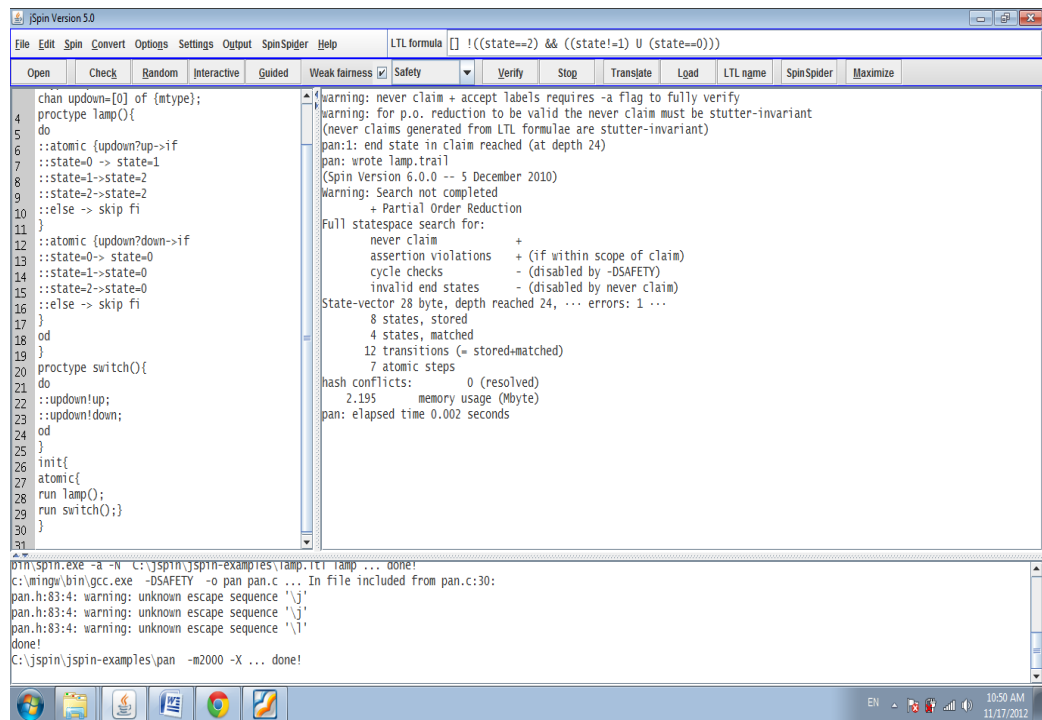 jSpin Version 5.0
File Edit Spin Convert Options Settings Output SpinSpider Help LTL formula [] !((state==2) && ((state!=1) U (state==0)))
Open Check Random Interactive Guided Weak fairness Safety Verify Stop Translate Load LTL name SpinSpider Maximize
chan updown=[0] of {mtype};
4 proctype lamp(){
5 do
6 ::atomic {updown?up->if
7 ::state=0 -> state=1
8 ::state=1->state=2
9 ::state=2->state=2
10 ::else -> skip fi
11 }
12 ::atomic {updown?down->if
13 ::state=0-> state=0
14 ::state=1->state=0
15 ::state=2->state=0
16 ::else -> skip fi
17 }
18 od
19 }
20 proctype switch(){
21 do
22 ::updown!up;
23 ::updown!down;
24 od
25 }
26 init{
27 atomic{
28 run lamp();
29 run switch();}
30 }
31
warning: never claim + accept labels requires -a flag to fully verify
warning: for p.o. reduction to be valid the never claim must be stutter-invariant
(never claims generated from LTL formulae are stutter-invariant)
pan:1: end state in claim reached (at depth 24)
pan: wrote lamp.trail
(Spin Version 6.0.0 -- 5 December 2010)
Warning: Search not completed
+ Partial Order Reduction
Full statespace search for:
never claim +
assertion violations + (if within scope of claim)
cycle checks - (disabled by -DSAFETY)
invalid end states - (disabled by never claim)
State-vector 28 byte, depth reached 24, ··· errors: 1 ···
8 states, stored
4 states, matched
12 transitions (= stored+matched)
7 atomic steps
hash conflicts: 0 (resolved)
2.195 memory usage (Mbyte)
pan: elapsed time 0.002 seconds
bin\spin.exe -a -N C:\jspin\jspin-examples\lamp.ltl lamp ... done!
c:\mingw\bin\gcc.exe -DSAFETY -o pan pan.c ... In file included from pan.c:30:
pan.h:83:4: warning: unknown escape sequence '\j'
pan.h:83:4: warning: unknown escape sequence '\j'
pan.h:83:4: warning: unknown escape sequence '\l'
done!
C:\jspin\jspin-examples\pan -m2000 -X ... done!
EN 10:50 AM
11/17/2012